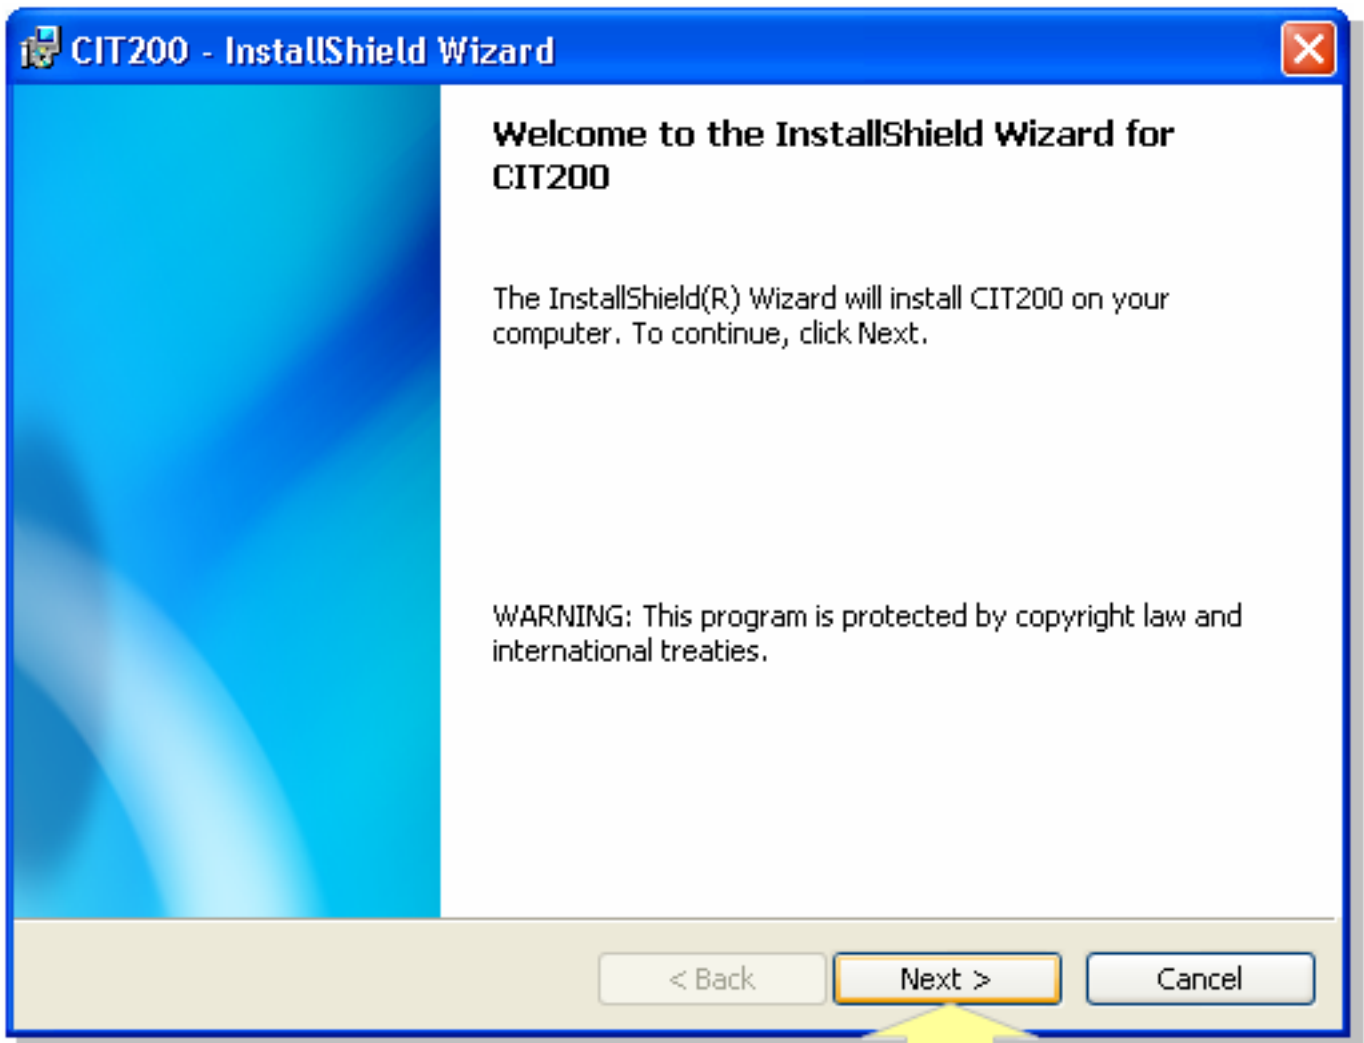 CIT200 - InstallShield Wizard
Welcome to the InstallShield Wizard for
CIT200
The InstallShield(R) Wizard will install CIT200 on your
computer. To continue, click Next.
WARNING: This program is protected by copyright law and
international treaties.
< Back
Next >
Cancel